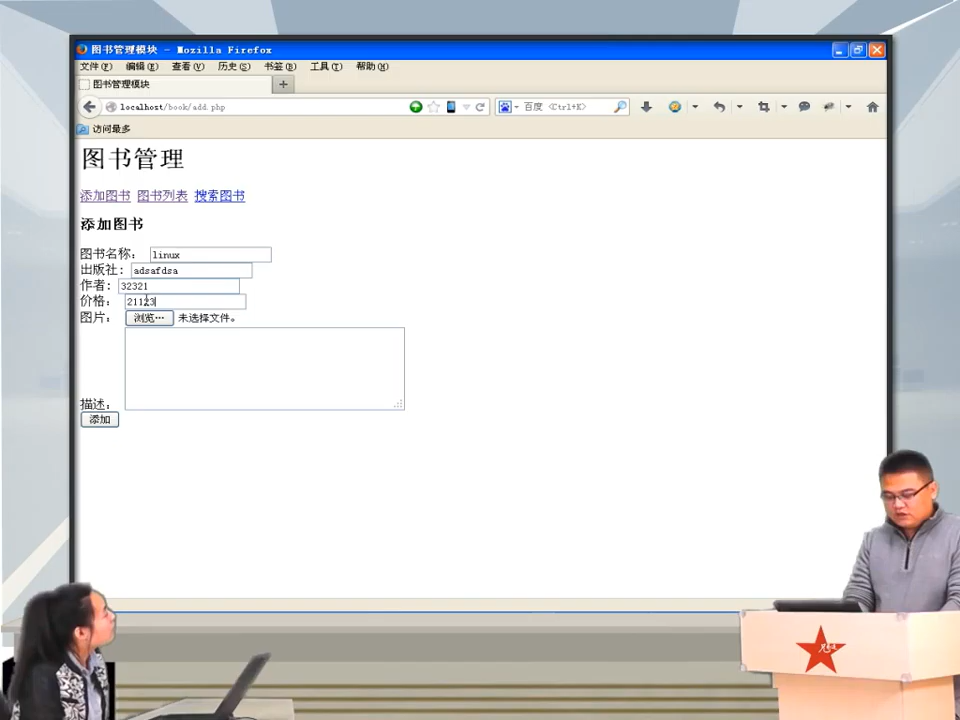 图书管理模块 - Mozilla Firefox
文件(F) 编辑(E) 查看(V) 历史(S) 书签(B) 工具(T) 帮助(H)
图书管理模块
localhost/book/add.php 百度 <Ctrl+K>
访问最多
图书管理
添加图书 图书列表 搜索图书
添加图书
图书名称： linux
出版社: adsafdsa
作者: 32321
价格： 21123
图片： 浏览… 未选择文件。
描述：
添加